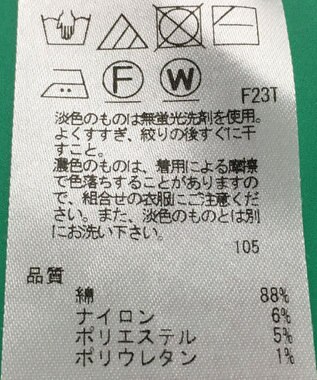 F W
F23T
淡色のものは無蛍光洗剤を使用。
よくすすぎ、絞りの後すぐに干
すこと。
濃色のものは、着用による摩擦
で色落ちすることがありますの
で、組合せの衣服にご注意くだ
さい。また、淡色のものとは別
にお洗い下さい。
105
品質
綿 88%
ナイロン 6%
ポリエステル 5%
ポリウレタン 1%